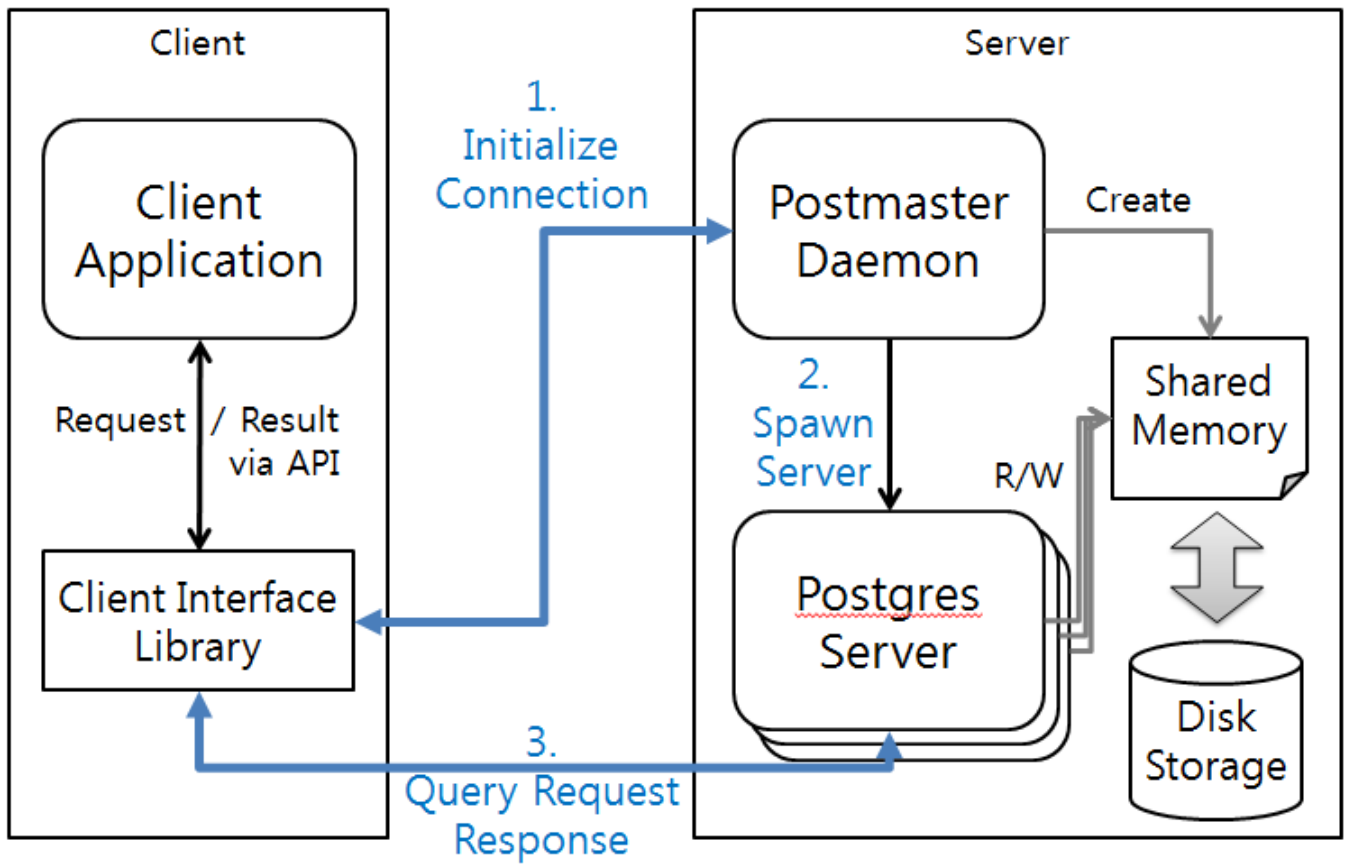 Client
Server
Client
Application
Request / Result
via API
Client Interface
Library
1.
Initialize
Connection
Postmaster
Daemon
Create
2.
Spawn
Server
Shared
Memory
R/W
Postgres
Server
Disk
Storage
3.
Query Request
Response